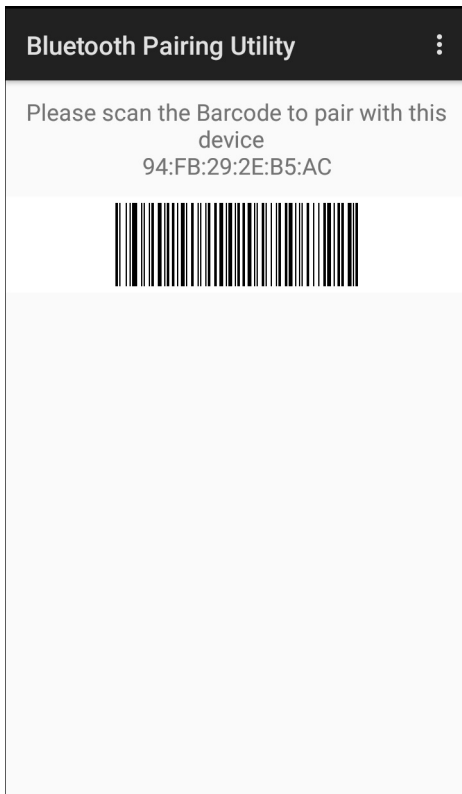 Bluetooth Pairing Utility
Please scan the Barcode to pair with this
device
94:FB:29:2E:B5:AC